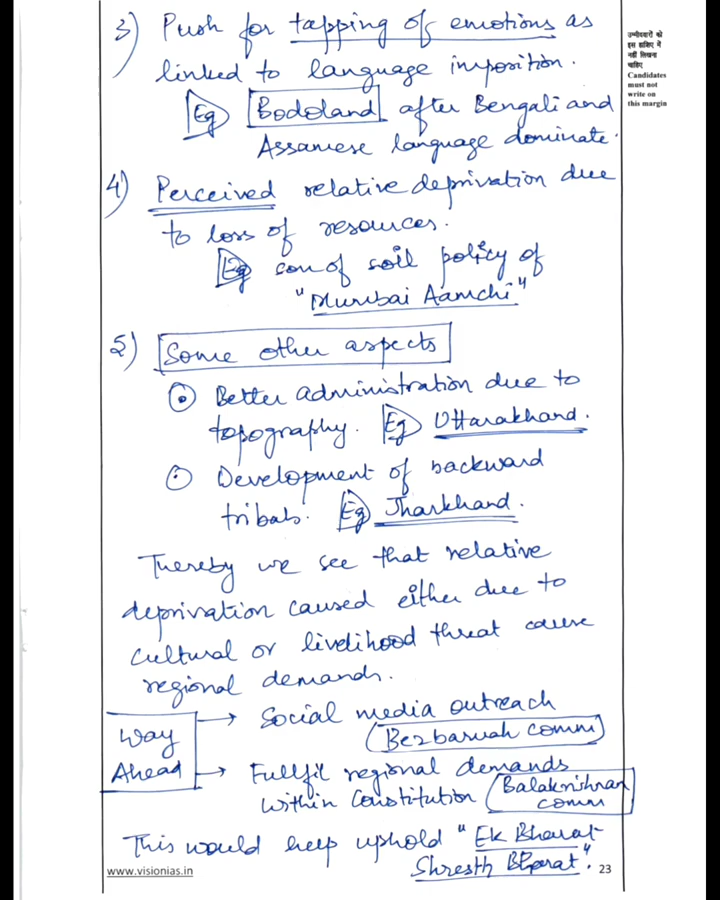 3) Push for tapping of emotions as
linked to language imposition.
Eg Bodoland after Bengali and
Assamese language dominate.
4) Perceived relative deprivation due
to loss of resources.
Eg son of soil policy of
"Mumbai Aamchi"
5) Some other aspects
Better administration due to
topography. Eg Uttarakhand.
Development of backward
tribals. Eg Jharkhand.
Thereby we see that relative
deprivation caused either due to
cultural or livelihood threat cause
regional demands.
Way Ahead
→ Social media outreach
(Bezbaruah comm)
→ Fullfil regional demands
within Constitution (Balakrishnan
comm
This would help uphold "Ek Bharat
Shresth Bharat".
उम्मीदवारों को
इस हाशिए में
नहीं लिखना
चाहिए
Candidates
must not
write on
this margin
www.visionias.in
23